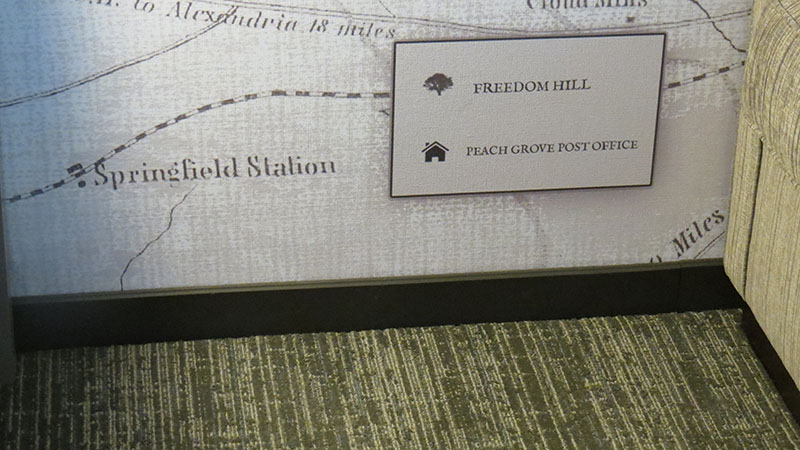 to Alexandria 18 miles
Cloud Mills
FREEDOM HILL
PEACH GROVE POST OFFICE
Springfield Station
Miles